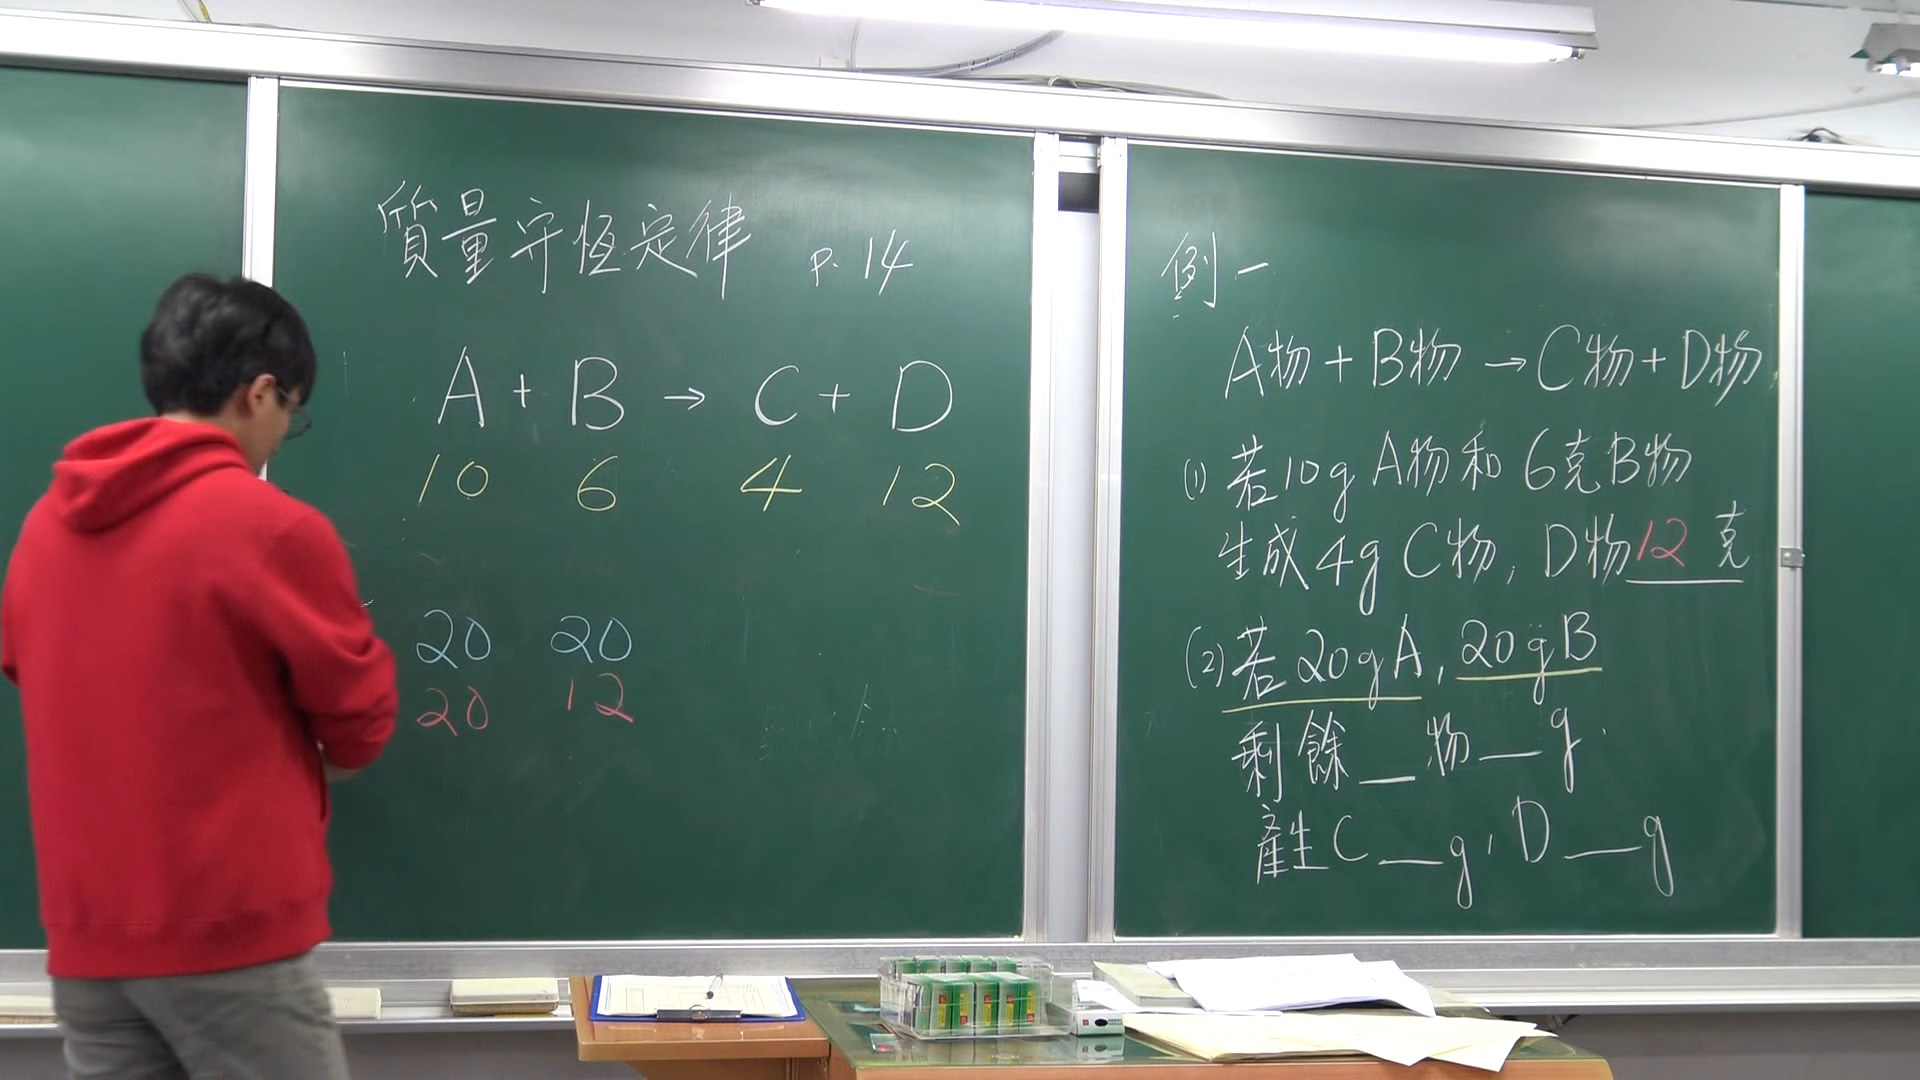 質量守恆定律 P.14
A + B → C + D
10 6 4 12
20 20
20 12
例一
A物+B物→C物+D物
(1) 若10g A物和 6克B物
生成4g C物, D物12克
(2) 若20gA, 20gB
剩餘__物__g.
產生C__g, D__g